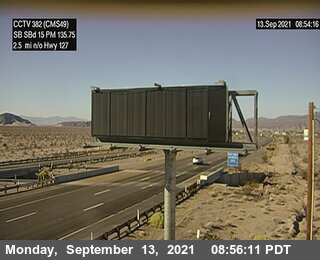 CCTV 382 (CMS49)
SB SBd 15 PM 135.75
2.5 mi n/o Hwy 127
13.Sep 2021 08:54:16
Monday, September 13, 2021 08:56:11 PDT